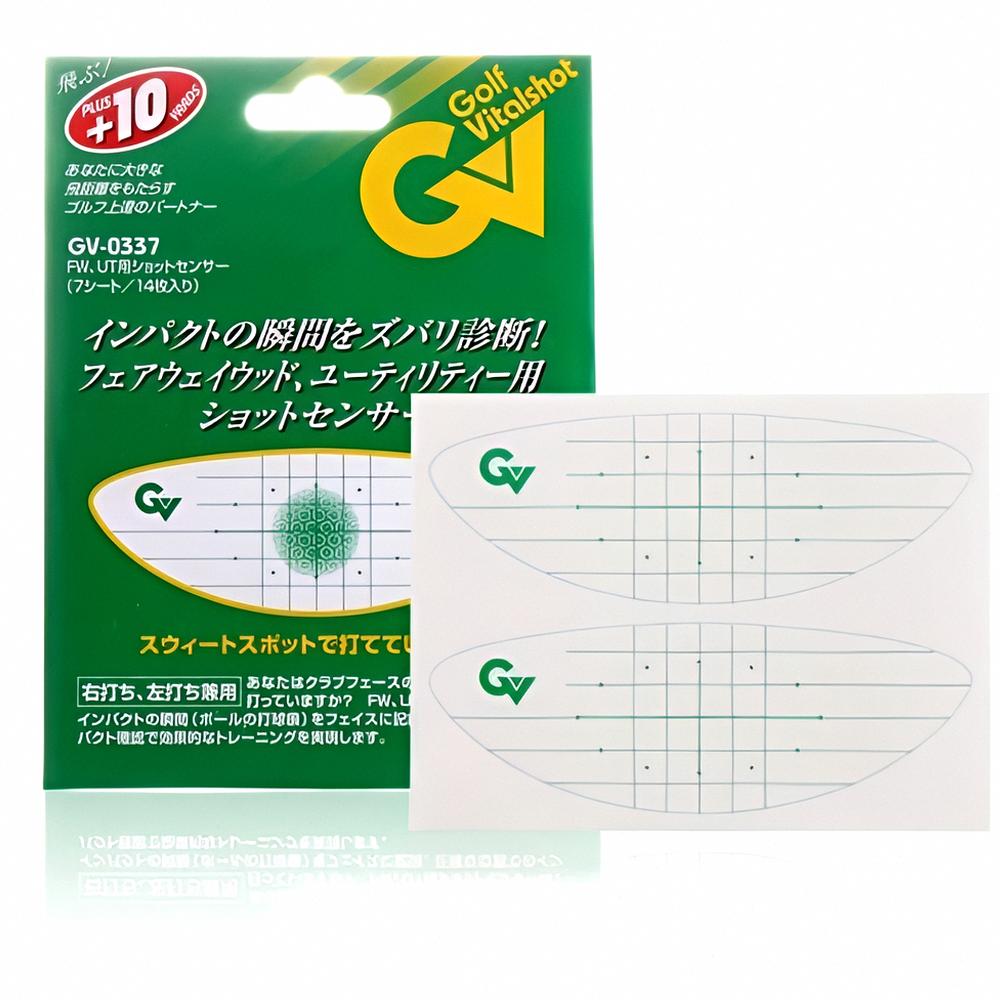 飛ぶ!
PLUS
+10
YARDS
Golf
Vitalshot
GV
あなたに大きな
飛距離をもたらす
ゴルフ上達のパートナー
GV-0337
FW、UT用ショットセンサー
(7シート/14枚入り)
インパクトの瞬間をズバリ診断!
フェアウェイウッド、ユーティリティー用
ショットセンサー
GV
スウィートスポットで打ててい
右打ち、左打ち兼用
あなたはクラブフェースの
打っていますか? FW、U
インパクトの瞬間(ボールの打球痕)をフェイスに記
パクト確認で効果的なトレーニングを実現します。
GV
GV